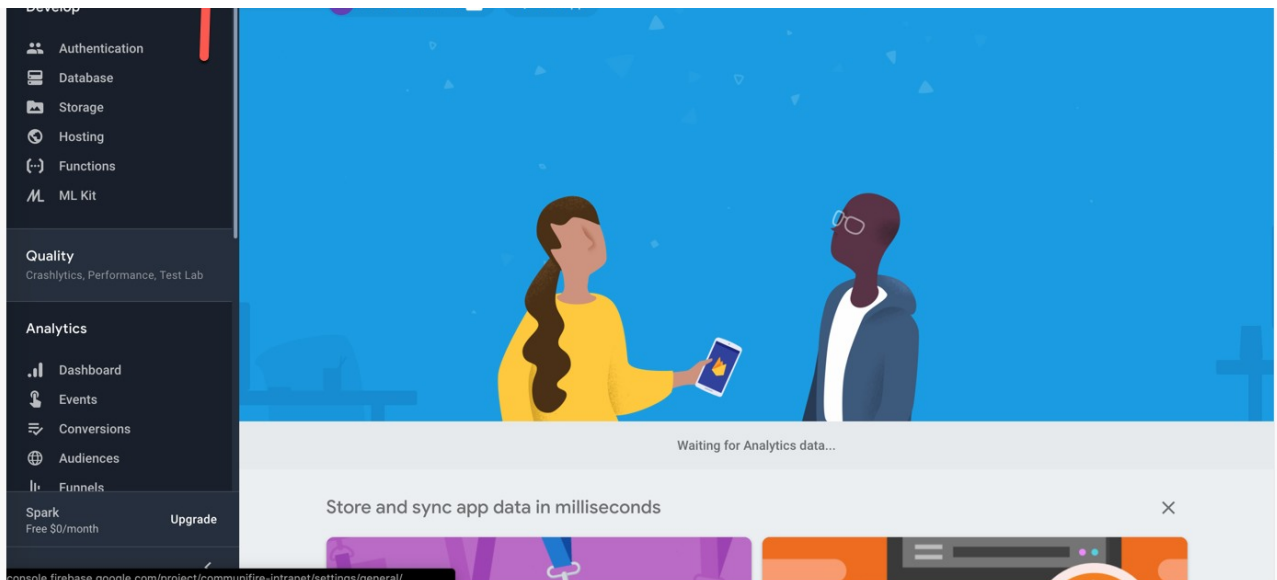 Develop
Authentication
Database
Storage
Hosting
Functions
ML Kit
Quality
Crashlytics, Performance, Test Lab
Analytics
Dashboard
Events
Conversions
Audiences
Funnels
Spark
Free $0/month
Upgrade
Waiting for Analytics data...
Store and sync app data in milliseconds
console.firebase.google.com/project/communifire-intranet/settings/general/